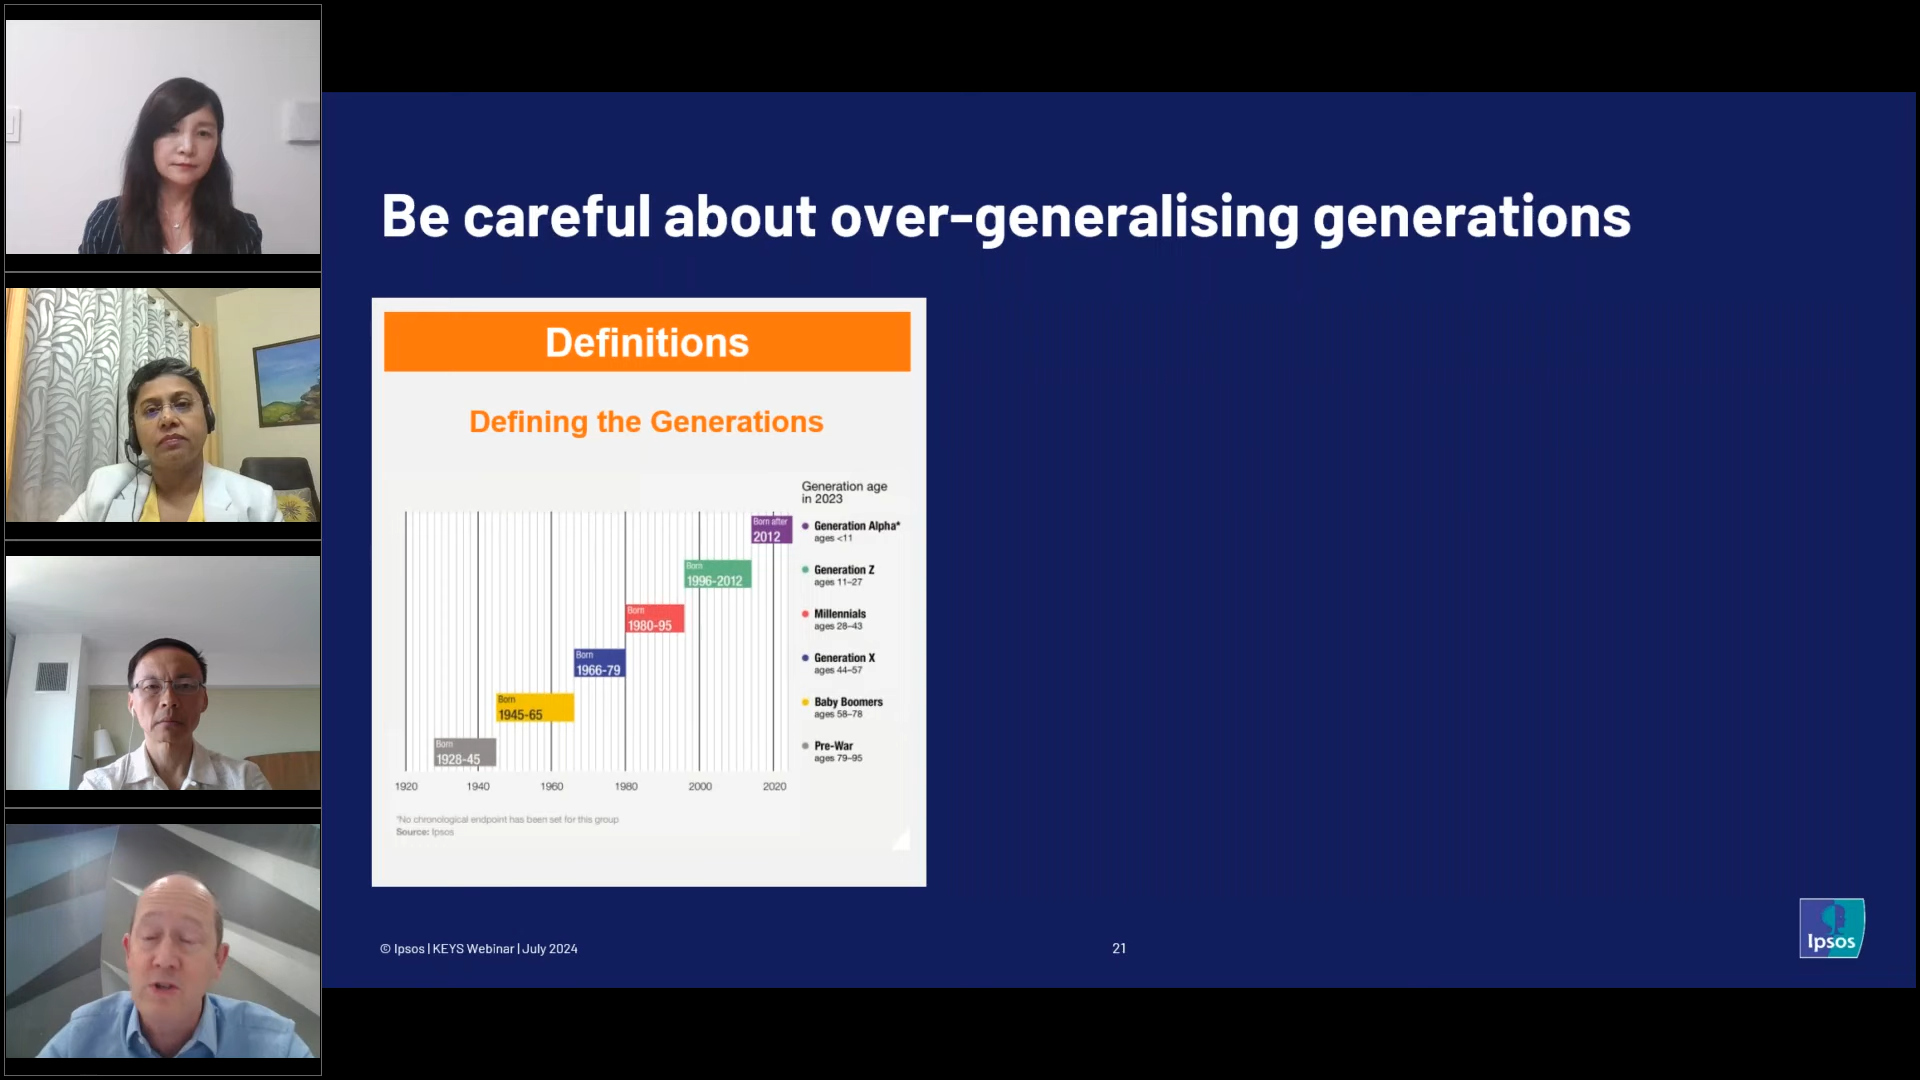 Be careful about over-generalising generations
Definitions
Defining the Generations
Generation age
in 2023
Born after
2012
Generation Alpha*
ages <11
Born
1996-2012
Generation Z
ages 11–27
Born
1980-95
Millennials
ages 28–43
Born
1966-79
Generation X
ages 44–57
Born
1945-65
Baby Boomers
ages 58–78
Born
1928-45
Pre-War
ages 79–95
1920 1940 1960 1980 2000 2020
*No chronological endpoint has been set for this group
Source: Ipsos
© Ipsos | KEYS Webinar | July 2024
21
Ipsos